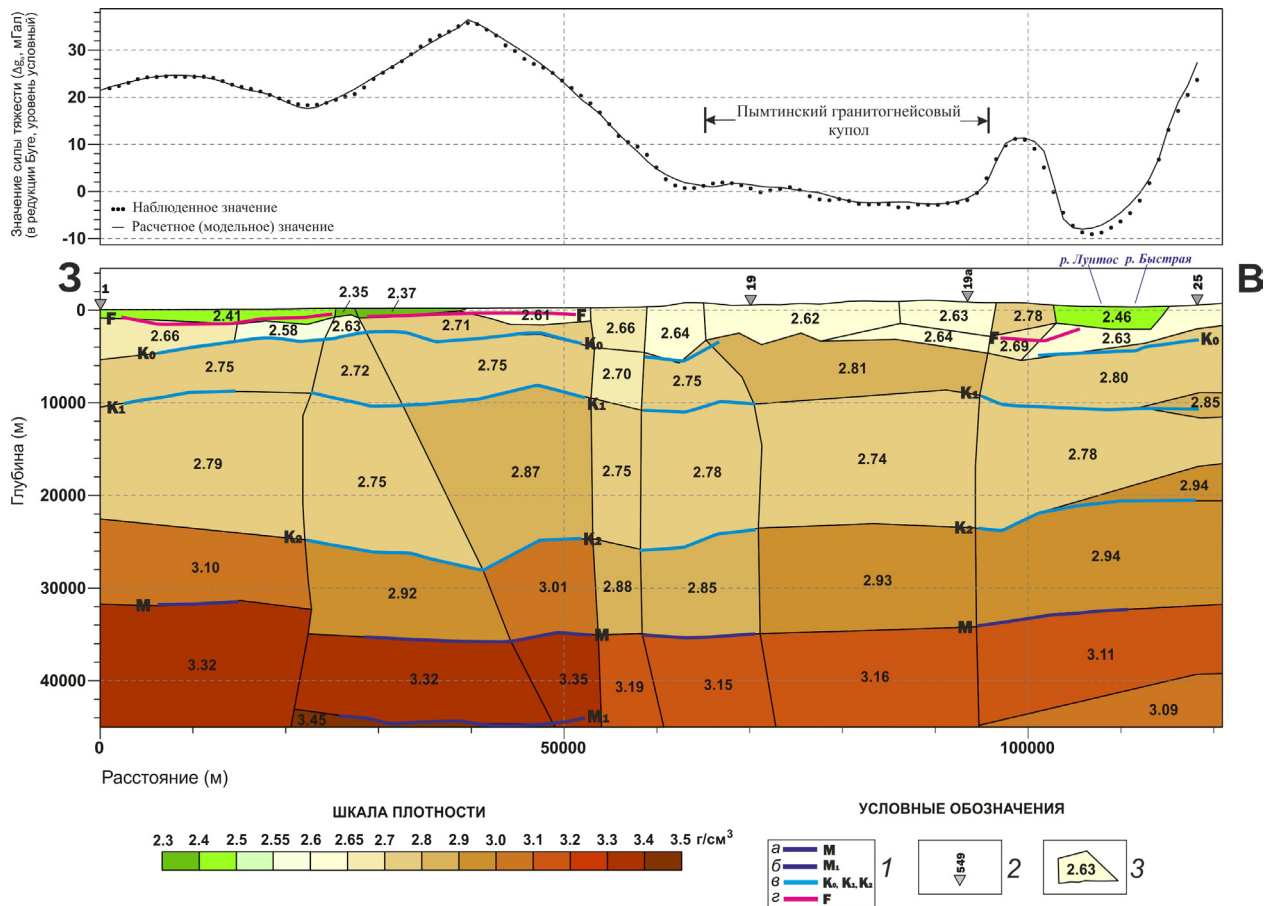 Значение силы тяжести (Δgₐ, мГал)
(в редукции Буге, уровень условный)
30
20
10
0
-10
Пымтинский гранитогнейсовый
купол
Наблюденное значение
Расчетное (модельное) значение
З
В
1
19
19а
25
р. Лунтос р. Быстрая
Глубина (м)
0
10000
20000
30000
40000
F 2.41 2.35 2.37 2.61 F 2.66 2.64 2.62 2.63 2.78 2.46
2.66 2.58 2.63 2.71 2.64 F 2.69 2.63
K₀ K₀ K₀
2.75 2.72 2.75 2.70 2.75 2.81 2.80
K₁ K₁ K₁ 2.85
2.79 2.75 2.87 2.75 2.78 2.74 2.78
2.94
K₂ K₂ K₂
3.10 2.92 3.01 2.88 2.85 2.93 2.94
M M M
3.32 3.32 3.35 3.19 3.15 3.16 3.11
3.45 M₁ 3.09
0 50000 100000
Расстояние (м)
ШКАЛА ПЛОТНОСТИ
2.3 2.4 2.5 2.55 2.6 2.65 2.7 2.8 2.9 3.0 3.1 3.2 3.3 3.4 3.5 г/см³
УСЛОВНЫЕ ОБОЗНАЧЕНИЯ
а M
б M₁
в K₀, K₁, K₂
г F
1
549
2
2.63
3